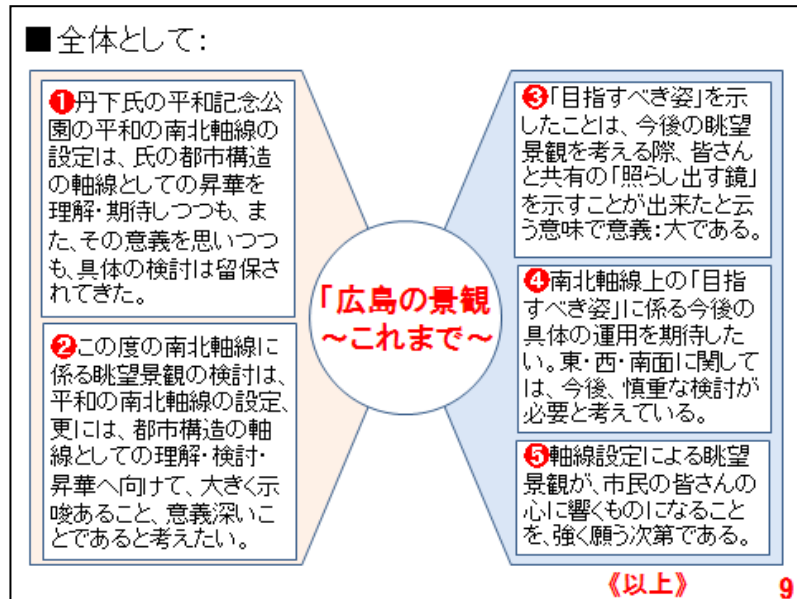 ■全体として:
❶丹下氏の平和記念公
園の平和の南北軸線の
設定は、氏の都市構造
の軸線としての昇華を
理解・期待しつつも、ま
た、その意義を思いつつ
も、具体の検討は留保さ
れてきた。
❷この度の南北軸線に
係る眺望景観の検討は、
平和の南北軸線の設定、
更には、都市構造の軸
線としての理解・検討・
昇華へ向けて、大きく示
唆あること、意義深いこ
とであると考えたい。
「広島の景観
～これまで～
❸「目指すべき姿」を示
したことは、今後の眺望
景観を考える際、皆さん
と共有の「照らし出す鏡」
を示すことが出来たと云
う意味で意義:大である。
❹南北軸線上の「目指
すべき姿」に係る今後の
具体の運用を期待した
い。東・西・南面に関して
は、今後、慎重な検討が
必要と考えている。
❺軸線設定による眺望
景観が、市民の皆さんの
心に響くものになること
を、強く願う次第である。
《以上》
9